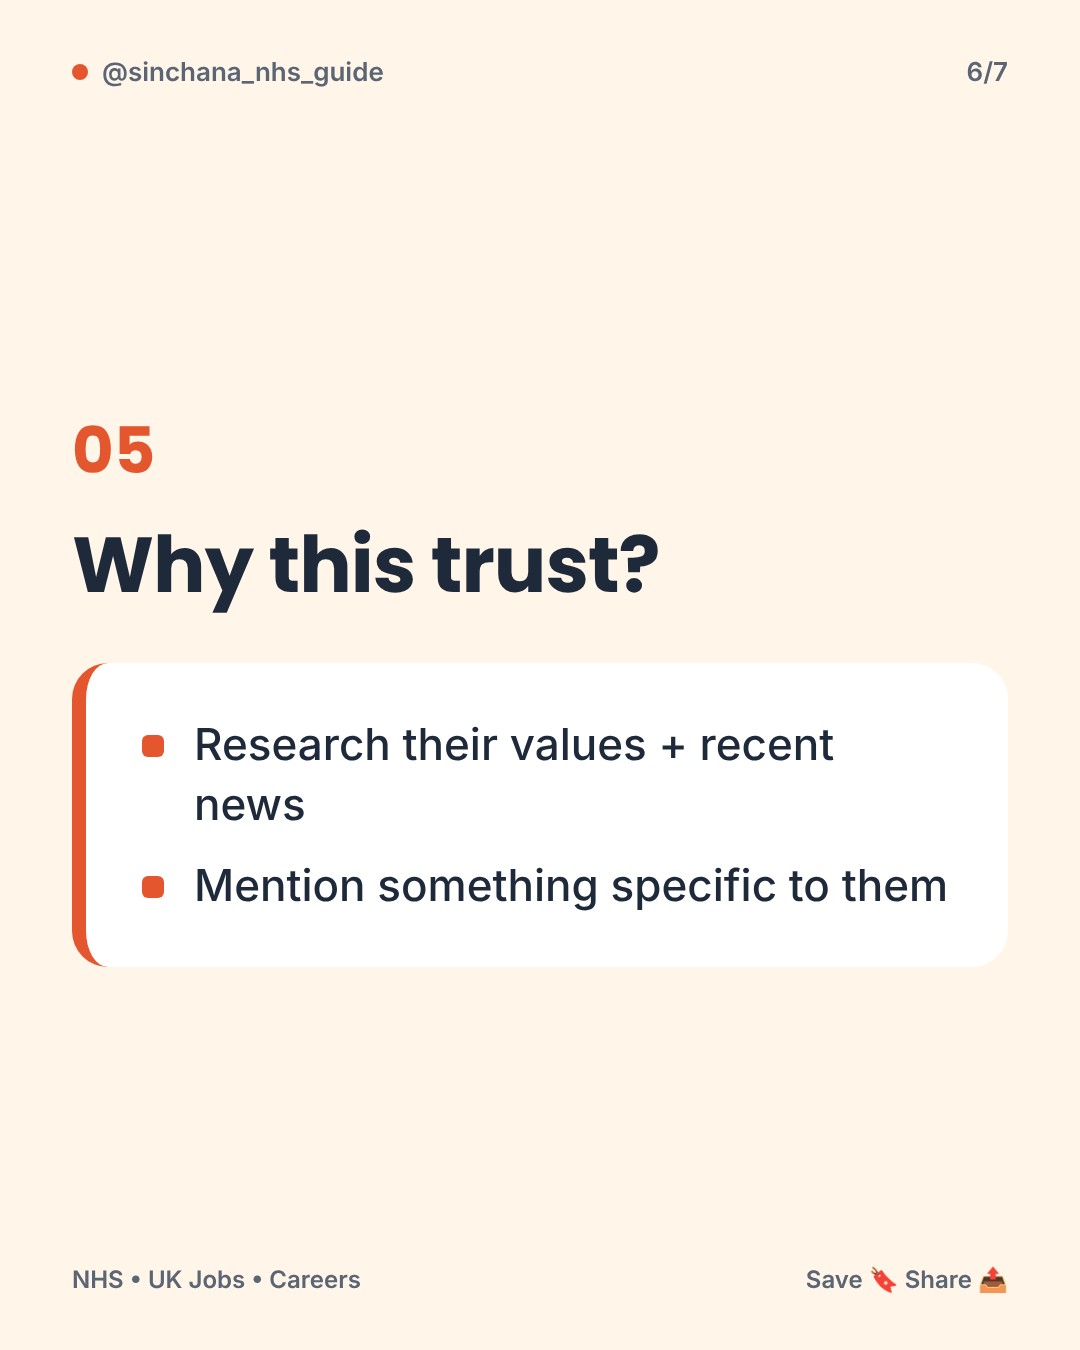 @sinchana_nhs_guide
6/7
05
Why this trust?
Research their values + recent
news
Mention something specific to them
NHS • UK Jobs • Careers
Save 🔖 Share 📤